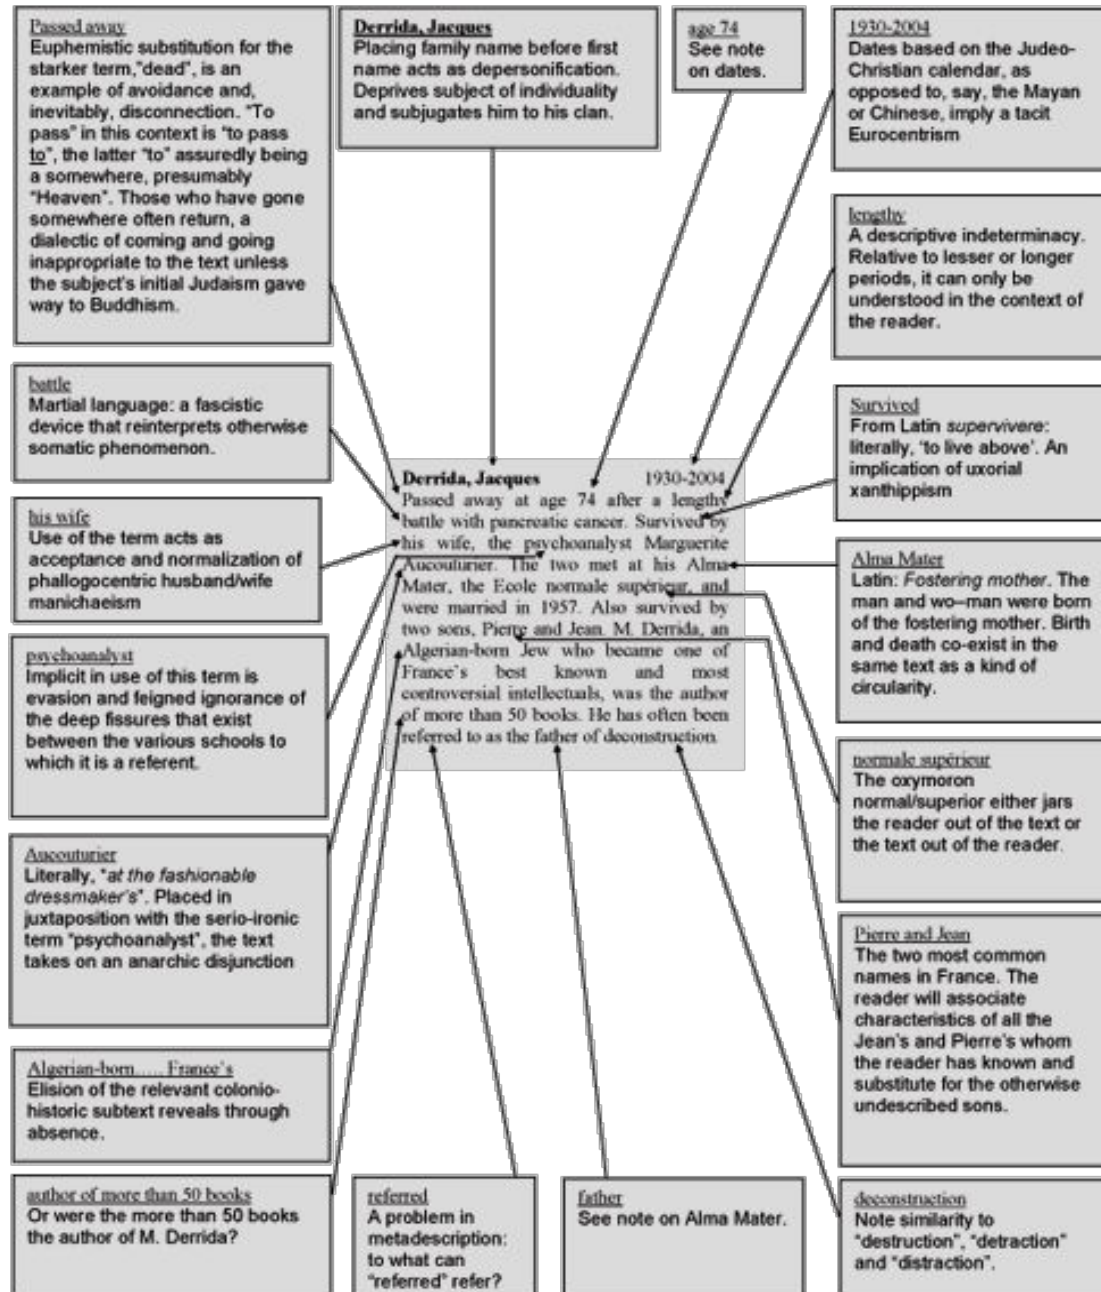 Passed away
Euphemistic substitution for the
starker term,"dead", is an
example of avoidance and,
inevitably, disconnection. "To
pass" in this context is "to pass
to", the latter "to" assuredly being
a somewhere, presumably
"Heaven". Those who have gone
somewhere often return, a
dialectic of coming and going
inappropriate to the text unless
the subject's initial Judaism gave
way to Buddhism.
Derrida, Jacques
Placing family name before first
name acts as depersonification.
Deprives subject of individuality
and subjugates him to his clan.
age 74
See note
on dates.
1930-2004
Dates based on the Judeo-
Christian calendar, as
opposed to, say, the Mayan
or Chinese, imply a tacit
Eurocentrism
lengthy
A descriptive indeterminacy.
Relative to lesser or longer
periods, it can only be
understood in the context of
the reader.
battle
Martial language: a fascistic
device that reinterprets otherwise
somatic phenomenon.
Survived
From Latin supervivere:
literally, 'to live above'. An
implication of uxorial
xanthippism
Derrida, Jacques 1930-2004
Passed away at age 74 after a lengthy
battle with pancreatic cancer. Survived by
his wife, the psychoanalyst Marguerite
Aucouturier. The two met at his Alma
Mater, the Ecole normale supérieur, and
were married in 1957. Also survived by
two sons, Pierre and Jean. M. Derrida, an
Algerian-born Jew who became one of
France's best known and most
controversial intellectuals, was the author
of more than 50 books. He has often been
referred to as the father of deconstruction.
his wife
Use of the term acts as
acceptance and normalization of
phallogocentric husband/wife
manichaeism
Alma Mater
Latin: Fostering mother. The
man and wo–man were born
of the fostering mother. Birth
and death co-exist in the
same text as a kind of
circularity.
psychoanalyst
Implicit in use of this term is
evasion and feigned ignorance of
the deep fissures that exist
between the various schools to
which it is a referent.
normale supérieur
The oxymoron
normal/superior either jars
the reader out of the text or
the text out of the reader.
Aucouturier
Literally, "at the fashionable
dressmaker's". Placed in
juxtaposition with the serio-ironic
term "psychoanalyst", the text
takes on an anarchic disjunction
Pierre and Jean
The two most common
names in France. The
reader will associate
characteristics of all the
Jean's and Pierre's whom
the reader has known and
substitute for the otherwise
undescribed sons.
Algerian-born..... France's
Elision of the relevant colonio-
historic subtext reveals through
absence.
author of more than 50 books
Or were the more than 50 books
the author of M. Derrida?
referred
A problem in
metadescription:
to what can
"referred" refer?
father
See note on Alma Mater.
deconstruction
Note similarity to
"destruction", "detraction"
and "distraction".